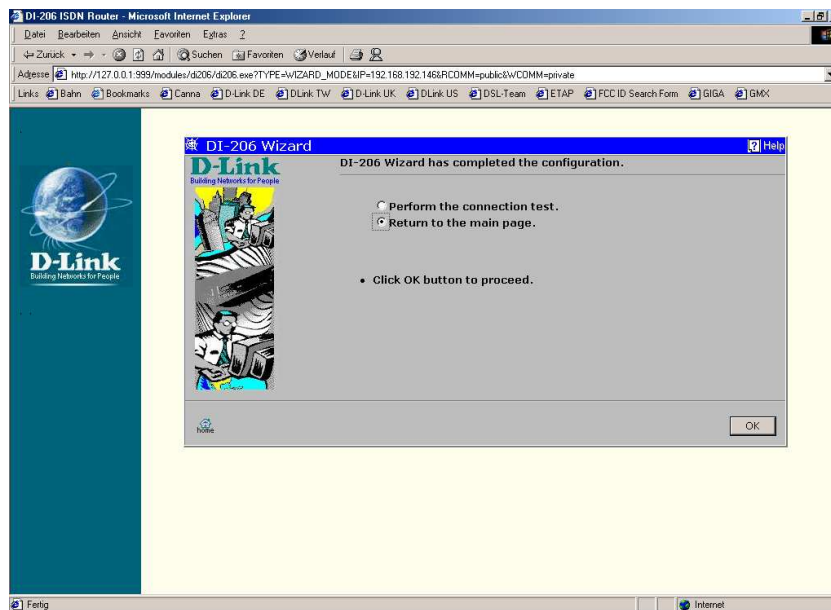 DI-206 ISDN Router - Microsoft Internet Explorer
Datei Bearbeiten Ansicht Favoriten Extras ?
Zurück Suchen Favoriten Verlauf
Adresse http://127.0.0.1:999/modules/di206/di206.exe?TYPE=WIZARD_MODE&IP=192.168.192.146&RCOMM=public&WCOMM=private
Links Bahn Bookmarks Canna D-Link DE DLink TW D-Link UK DLink US DSL-Team ETAP FCC ID Search Form GIGA GMX
DI-206 Wizard
Help
D-Link
Building Networks for People
DI-206 Wizard has completed the configuration.
Perform the connection test.
Return to the main page.
• Click OK button to proceed.
D-Link
Building Networks for People
home
OK
Fertig
Internet